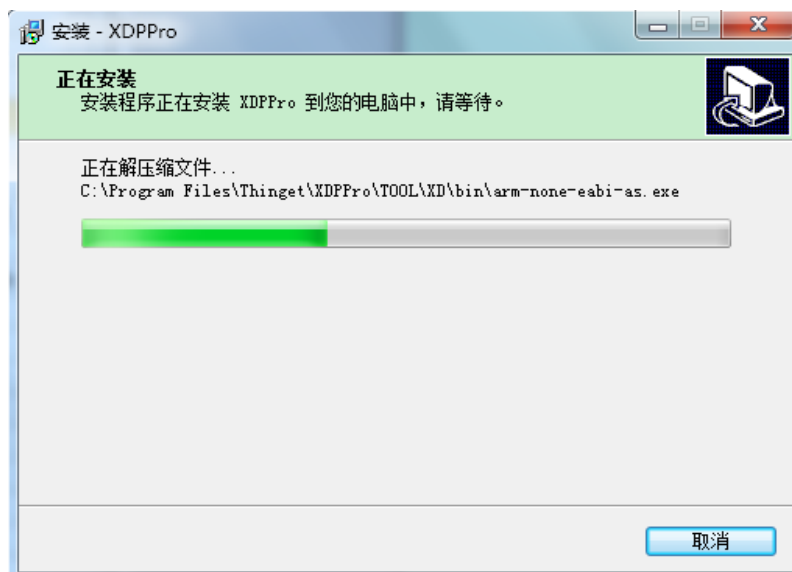 安装 - XDPPro
正在安装
安装程序正在安装 XDPPro 到您的电脑中，请等待。
正在解压缩文件...
C:\Program Files\Thinget\XDPPro\TOOL\XD\bin\arm-none-eabi-as.exe
取消